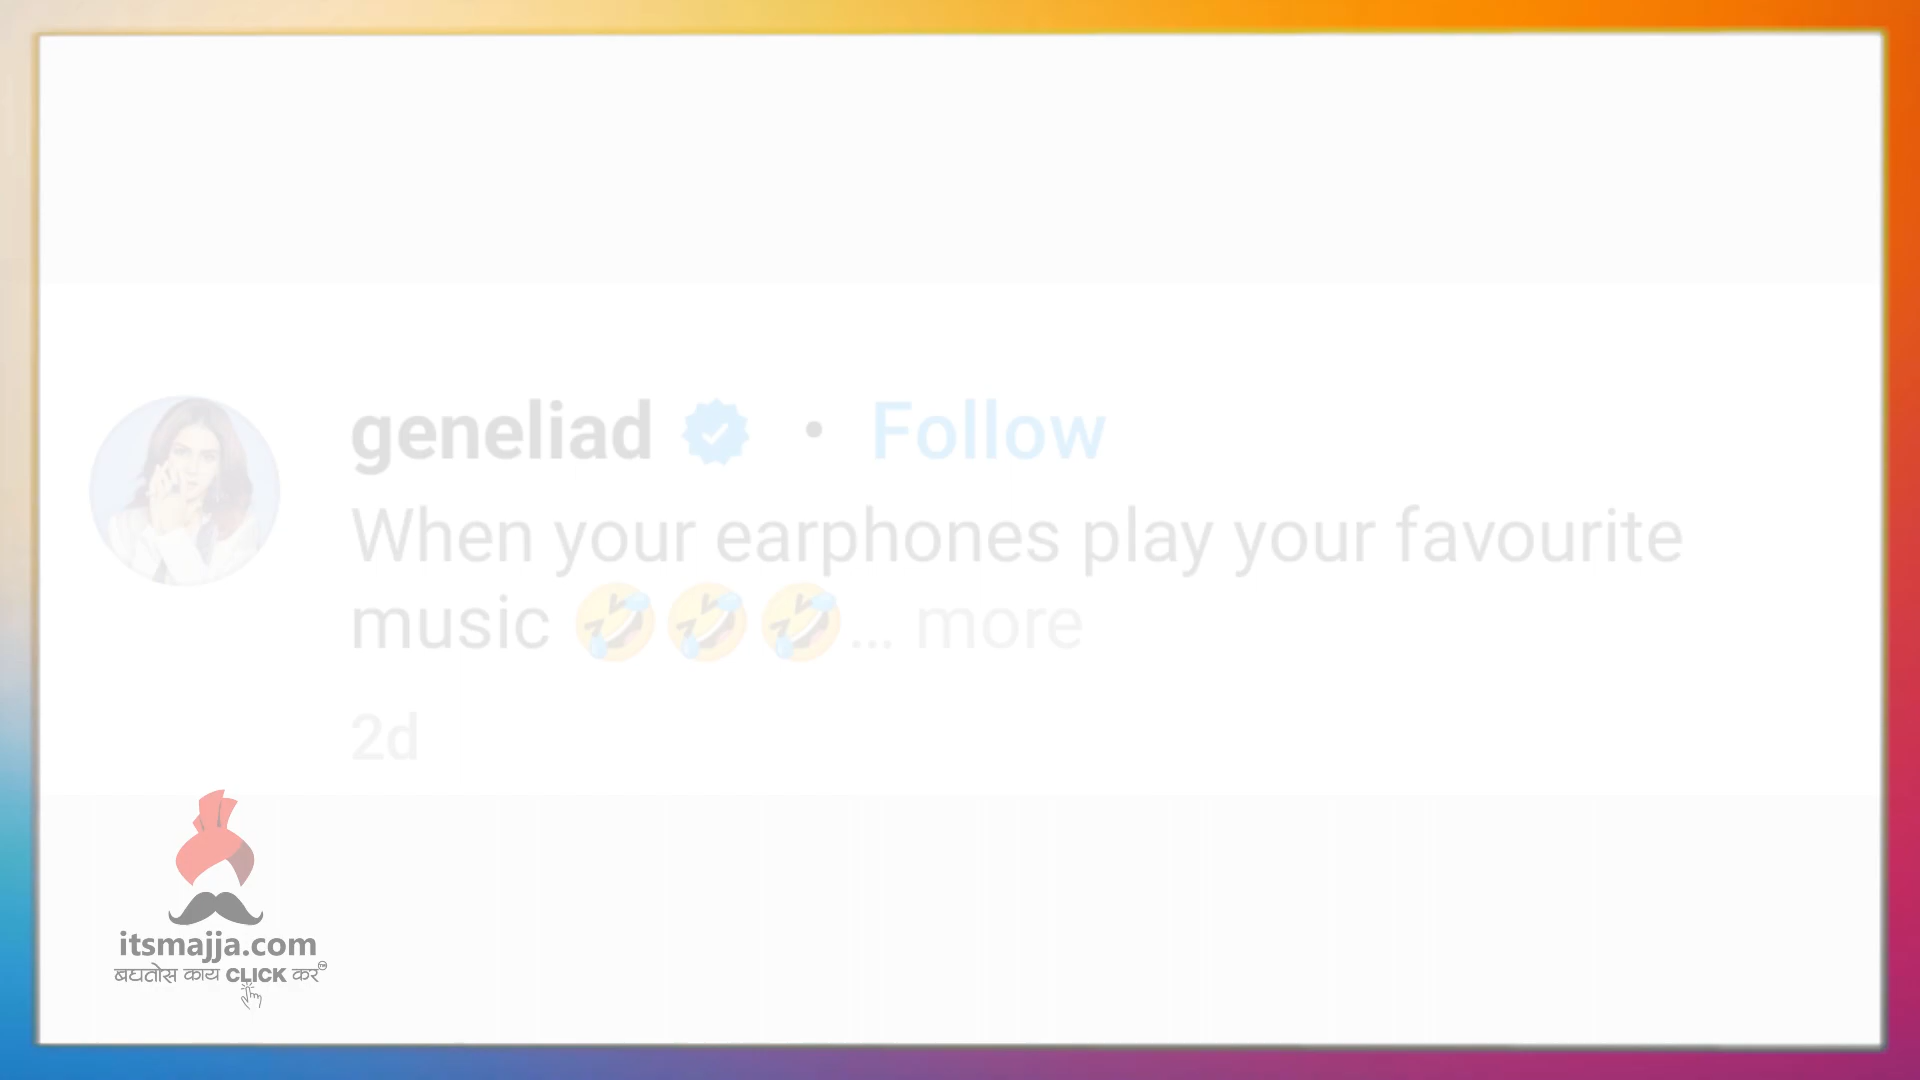 geneliad • Follow
When your earphones play your favourite
music 🤣🤣🤣... more
2d
itsmajja.com
बघतोस काय CLICK कर